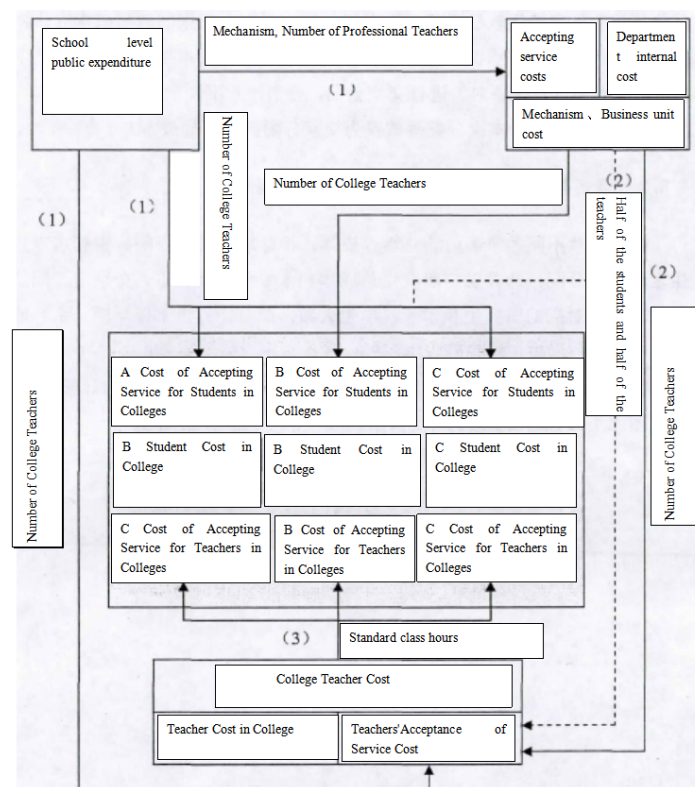 School level
public expenditure
Mechanism, Number of Professional Teachers
(1)
Accepting
service
costs
Departmen
t internal
cost
Mechanism 、 Business unit
cost
(1)
(1)
Number of College Teachers
Number of College Teachers
(2)
Half of the students and half of the
teachers
(2)
Number of College Teachers
Number of College Teachers
A Cost of Accepting
Service for Students in
Colleges
B Cost of Accepting
Service for Students in
Colleges
C Cost of Accepting
Service for Students in
Colleges
B Student Cost in
College
B Student Cost in
College
C Student Cost in
College
C Cost of Accepting
Service for Teachers in
Colleges
B Cost of Accepting
Service for Teachers
in Colleges
C Cost of Accepting
Service for Teachers in
Colleges
(3)
Standard class hours
College Teacher Cost
Teacher Cost in College
Teachers'Acceptance of
Service Cost